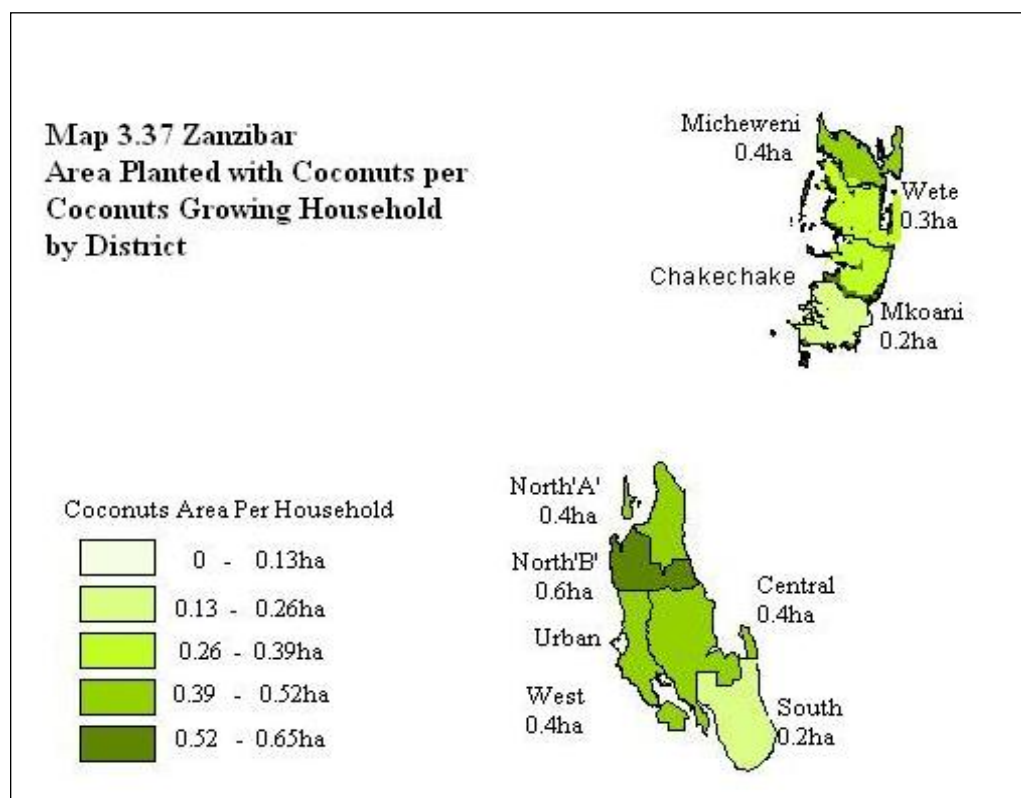 Map 3.37 Zanzibar
Area Planted with Coconuts per
Coconuts Growing Household
by District
Micheweni
0.4ha
Wete
0.3ha
Chakechake
Mkoani
0.2ha
Coconuts Area Per Household
0 - 0.13ha
0.13 - 0.26ha
0.26 - 0.39ha
0.39 - 0.52ha
0.52 - 0.65ha
North'A'
0.4ha
North'B'
0.6ha
Central
0.4ha
Urban
West
0.4ha
South
0.2ha